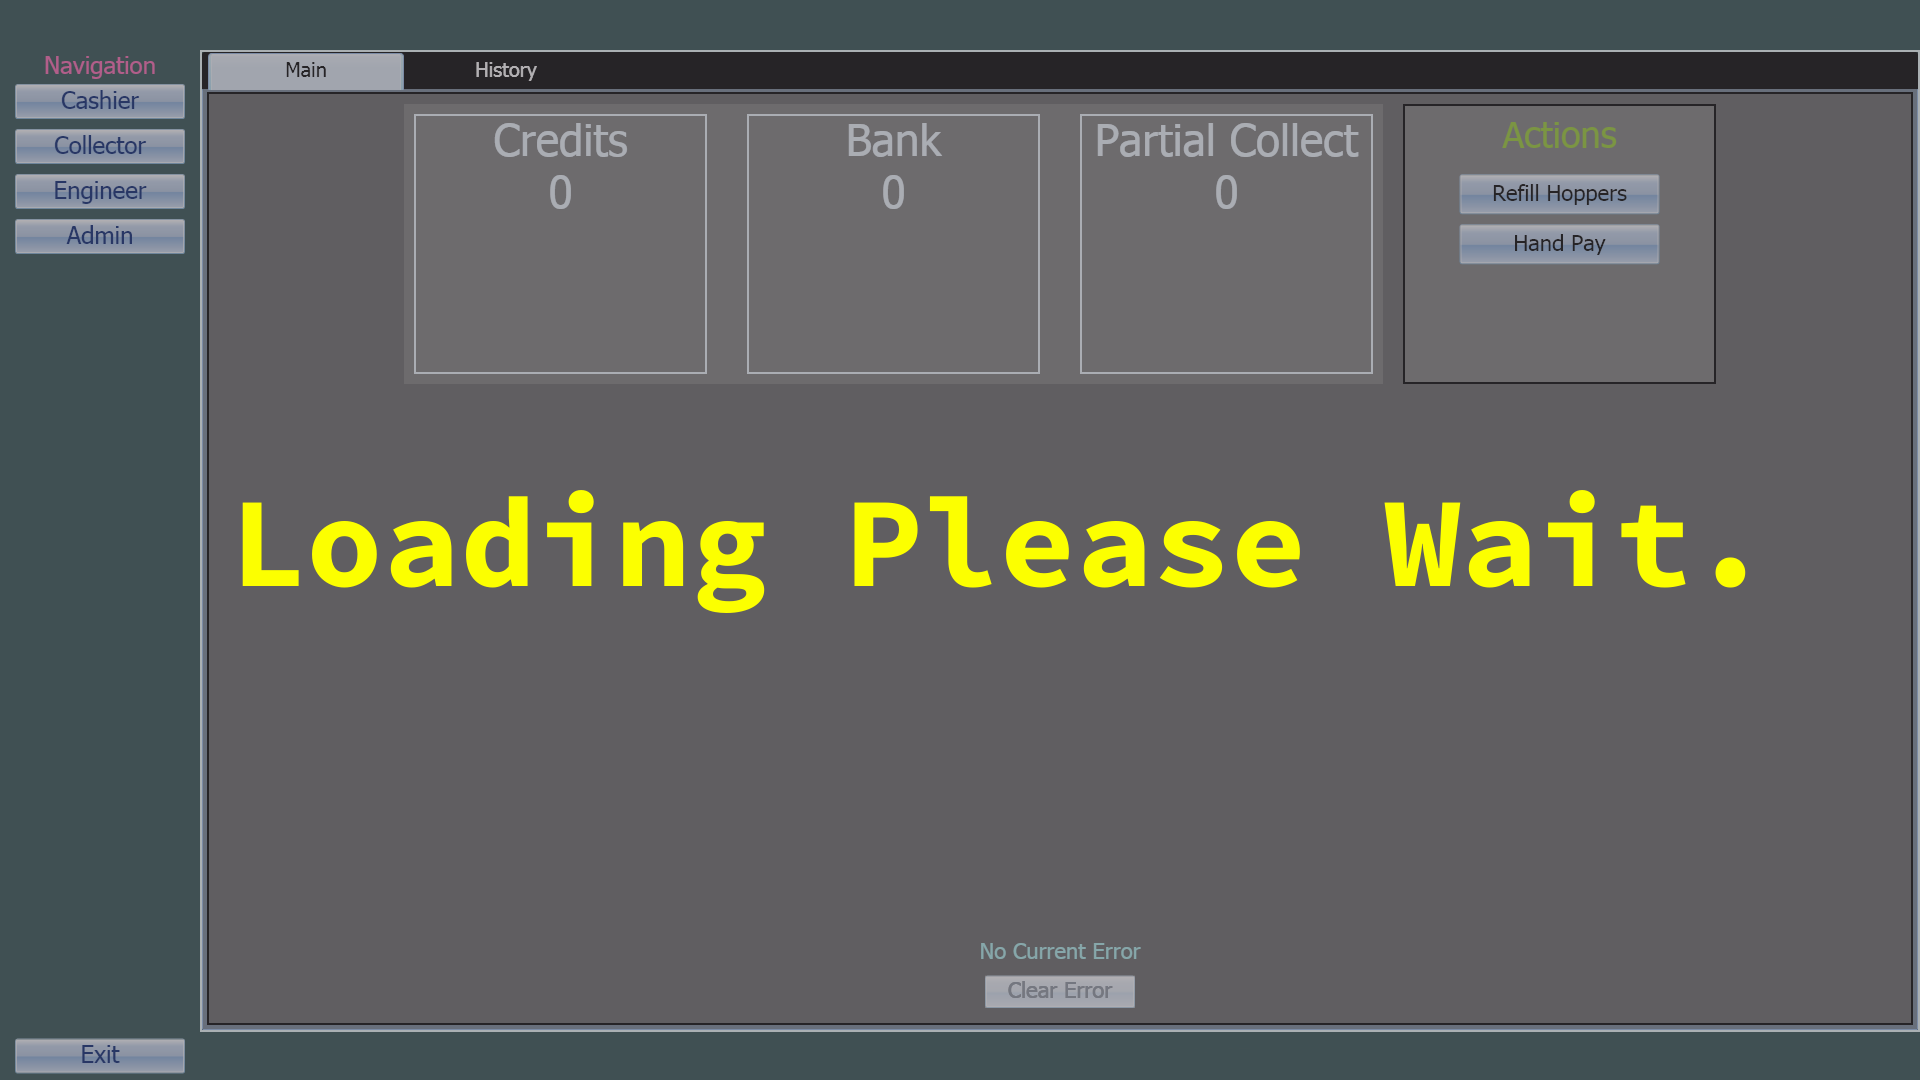 Navigation
Cashier
Collector
Engineer
Admin
Exit
Main
History
Credits
0
Bank
0
Partial Collect
0
Actions
Refill Hoppers
Hand Pay
Loading Please Wait.
No Current Error
Clear Error